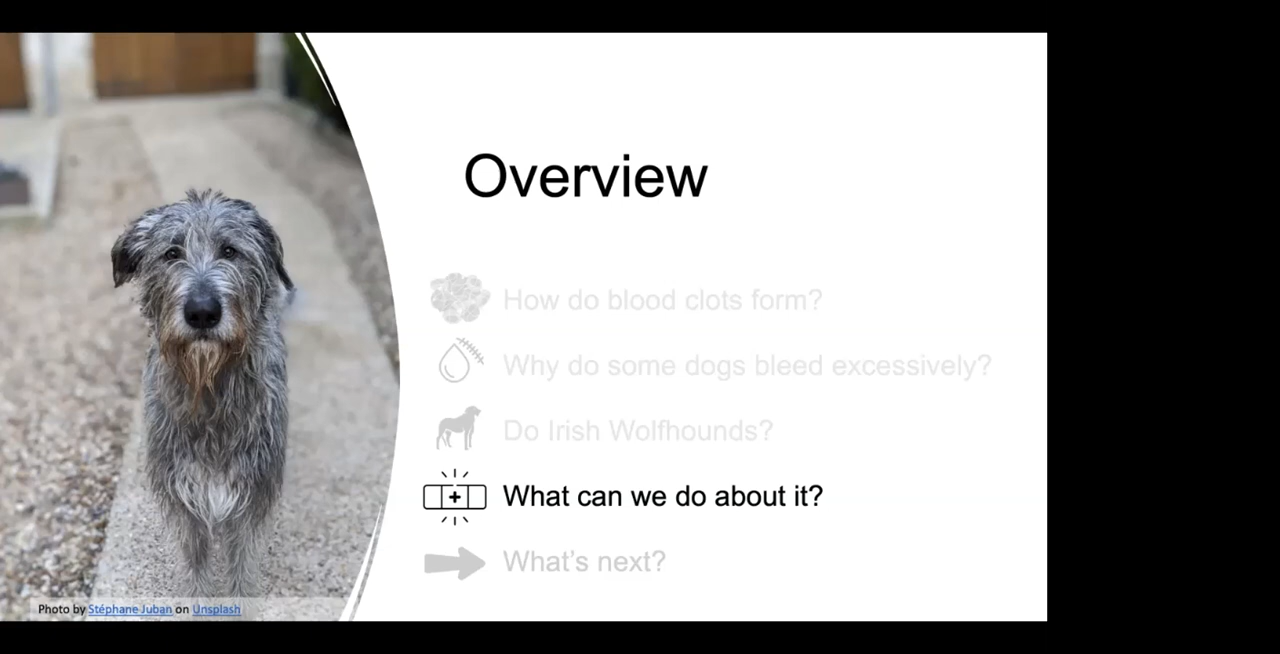 Overview
How do blood clots form?
Why do some dogs bleed excessively?
Do Irish Wolfhounds?
What can we do about it?
What’s next?
Photo by Stéphane Juban on Unsplash